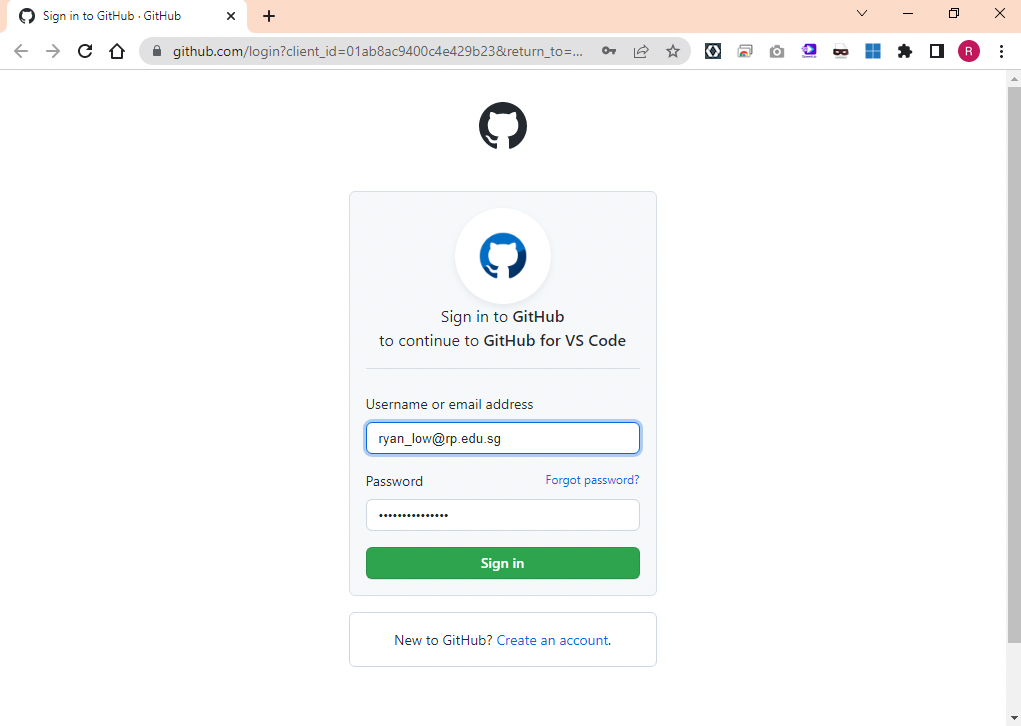 Sign in to GitHub · GitHub
github.com/login?client_id=01ab8ac9400c4e429b23&return_to=...
R
Sign in to GitHub
to continue to GitHub for VS Code
Username or email address
ryan_low@rp.edu.sg
Password Forgot password?
•••••••••••••••
Sign in
New to GitHub? Create an account.